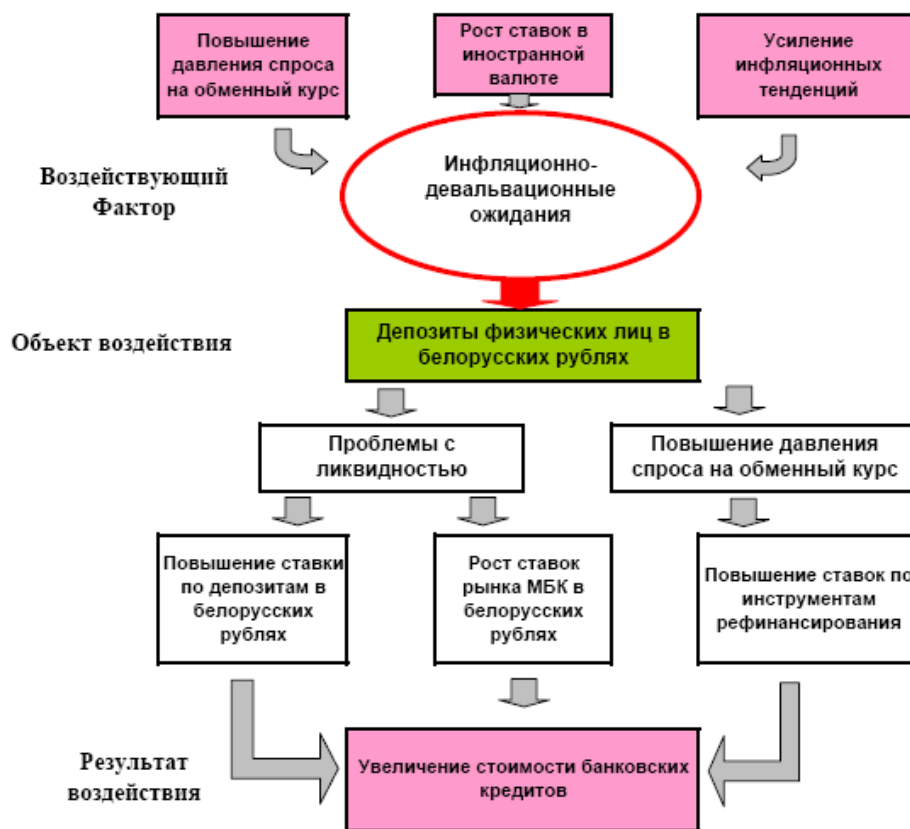 Повышение
давления спроса
на обменный курс
Рост ставок в
иностранной
валюте
Усиление
инфляционных
тенденций
Воздействующий
Фактор
Инфляционно-
девальвационные
ожидания
Объект воздействия
Депозиты физических лиц в
белорусских рублях
Проблемы с
ликвидностью
Повышение давления
спроса на обменный курс
Повышение ставки
по депозитам в
белорусских
рублях
Рост ставок
рынка МБК в
белорусских
рублях
Повышение ставок по
инструментам
рефинансирования
Результат
воздействия
Увеличение стоимости банковских
кредитов